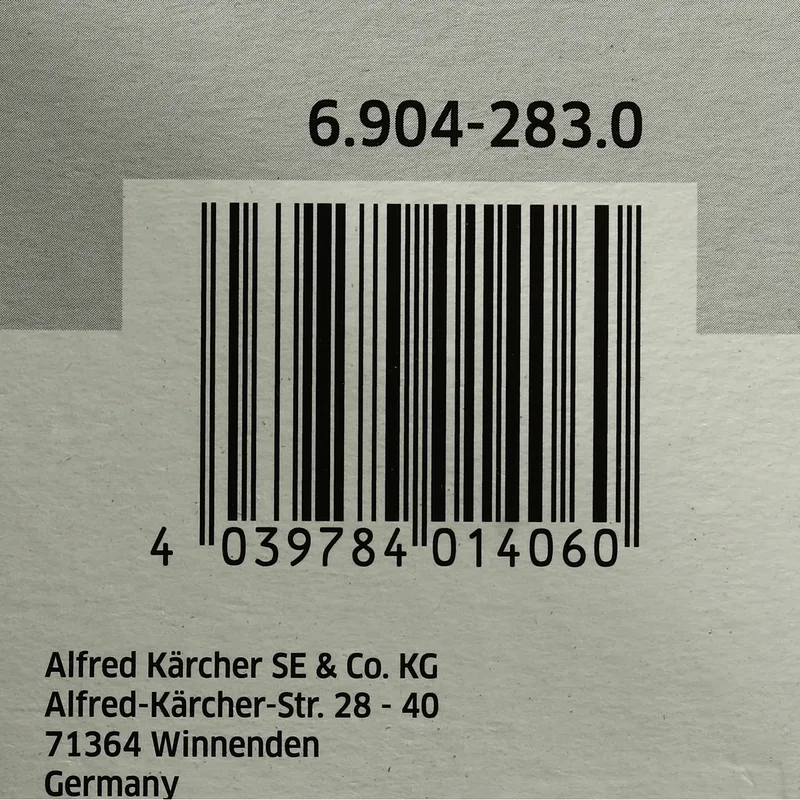 6.904-283.0
4 039784 014060
Alfred Kärcher SE & Co. KG
Alfred-Kärcher-Str. 28 - 40
71364 Winnenden
Germany